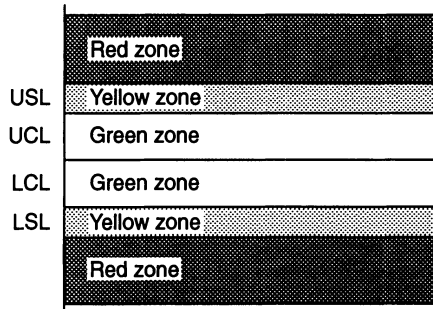 Red zone
USL Yellow zone
UCL Green zone
LCL Green zone
LSL Yellow zone
Red zone